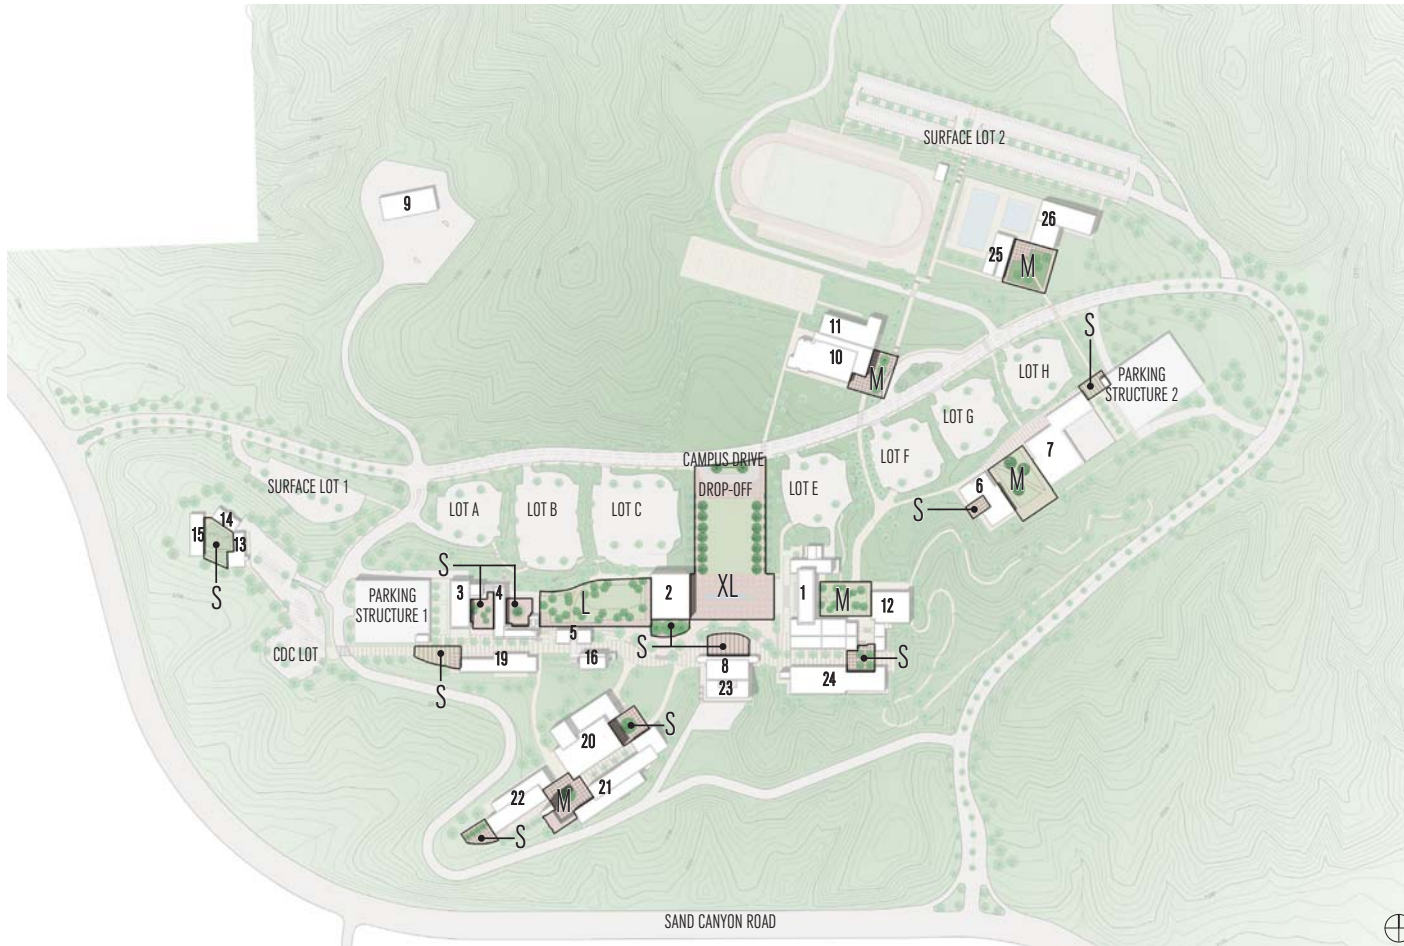 SURFACE LOT 2
9
26
25
M
11
10
M
S
LOT H
PARKING
STRUCTURE 2
LOT G
7
LOT F
CAMPUS DRIVE
DROP-OFF
LOT E
6
M
S
SURFACE LOT 1
LOT A
LOT B
LOT C
14
15
13
S
S
3
4
L
2
XL
1
M
12
PARKING
STRUCTURE 1
5
S
CDC LOT
S
19
16
8
23
24
S
20
S
22
M
21
S
SAND CANYON ROAD